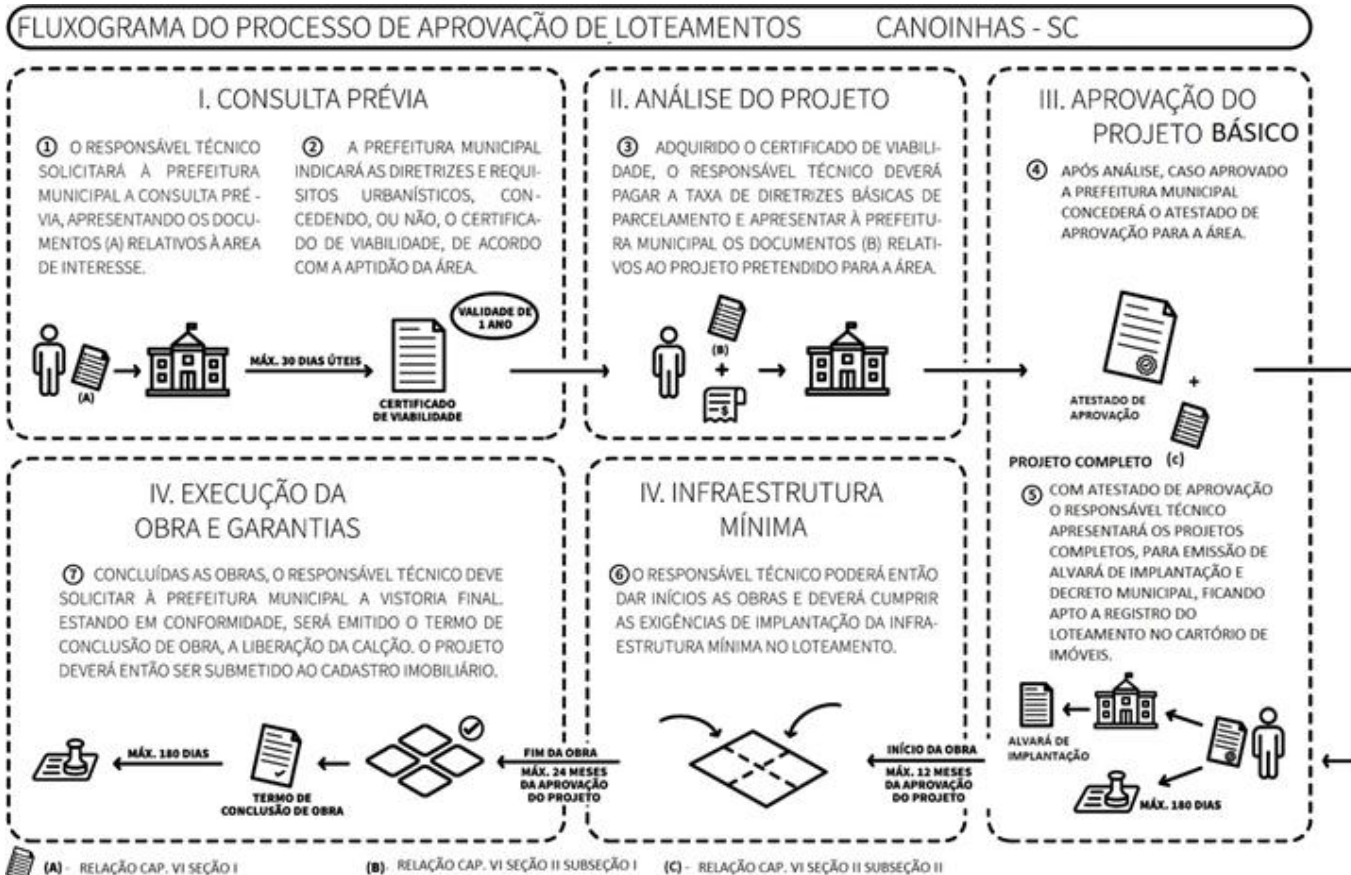 FLUXOGRAMA DO PROCESSO DE APROVAÇÃO DE LOTEAMENTOS CANOINHAS - SC
I. CONSULTA PRÉVIA
① O RESPONSÁVEL TÉCNICO
SOLICITARÁ À PREFEITURA
MUNICIPAL A CONSULTA PRÉ -
VIA, APRESENTANDO OS DOCU-
MENTOS (A) RELATIVOS À AREA
DE INTERESSE.
② A PREFEITURA MUNICIPAL
INDICARÁ AS DIRETRIZES E REQUI-
SITOS URBANÍSTICOS, CON-
CEDENDO, OU NÃO, O CERTIFICA-
DO DE VIABILIDADE, DE ACORDO
COM A APTIDÃO DA ÁREA.
(A)
MÁX. 30 DIAS ÚTEIS
VALIDADE DE
1 ANO
CERTIFICADO
DE VIABILIDADE
II. ANÁLISE DO PROJETO
③ ADQUIRIDO O CERTIFICADO DE VIABILI-
DADE, O RESPONSÁVEL TÉCNICO DEVERÁ
PAGAR A TAXA DE DIRETRIZES BÁSICAS DE
PARCELAMENTO E APRESENTAR À PREFEITU-
RA MUNICIPAL OS DOCUMENTOS (B) RELATI-
VOS AO PROJETO PRETENDIDO PARA A ÁREA.
(B)
+
$
III. APROVAÇÃO DO
PROJETO BÁSICO
④ APÓS ANÁLISE, CASO APROVADO
A PREFEITURA MUNICIPAL
CONCEDERÁ O ATESTADO DE
APROVAÇÃO PARA A ÁREA.
+
ATESTADO DE
APROVAÇÃO
(c)
PROJETO COMPLETO
⑤ COM ATESTADO DE APROVAÇÃO
O RESPONSÁVEL TÉCNICO
APRESENTARÁ OS PROJETOS
COMPLETOS, PARA EMISSÃO DE
ALVARÁ DE IMPLANTAÇÃO E
DECRETO MUNICIPAL, FICANDO
APTO A REGISTRO DO
LOTEAMENTO NO CARTÓRIO DE
IMÓVEIS.
ALVARÁ DE
IMPLANTAÇÃO
MÁX. 180 DIAS
IV. INFRAESTRUTURA
MÍNIMA
⑥ O RESPONSÁVEL TÉCNICO PODERÁ ENTÃO
DAR INÍCIOS AS OBRAS E DEVERÁ CUMPRIR
AS EXIGÊNCIAS DE IMPLANTAÇÃO DA INFRA-
ESTRUTURA MÍNIMA NO LOTEAMENTO.
INÍCIO DA OBRA
MÁX. 12 MESES
DA APROVAÇÃO
DO PROJETO
IV. EXECUÇÃO DA
OBRA E GARANTIAS
⑦ CONCLUÍDAS AS OBRAS, O RESPONSÁVEL TÉCNICO DEVE
SOLICITAR À PREFEITURA MUNICIPAL A VISTORIA FINAL.
ESTANDO EM CONFORMIDADE, SERÁ EMITIDO O TERMO DE
CONCLUSÃO DE OBRA, A LIBERAÇÃO DA CALÇÃO. O PROJETO
DEVERÁ ENTÃO SER SUBMETIDO AO CADASTRO IMOBILIÁRIO.
FIM DA OBRA
MÁX. 24 MESES
DA APROVAÇÃO
DO PROJETO
TERMO DE
CONCLUSÃO DE OBRA
MÁX. 180 DIAS
(A) - RELAÇÃO CAP. VI SEÇÃO I
(B)- RELAÇÃO CAP. VI SEÇÃO II SUBSEÇÃO I
(C) - RELAÇÃO CAP. VI SEÇÃO II SUBSEÇÃO II